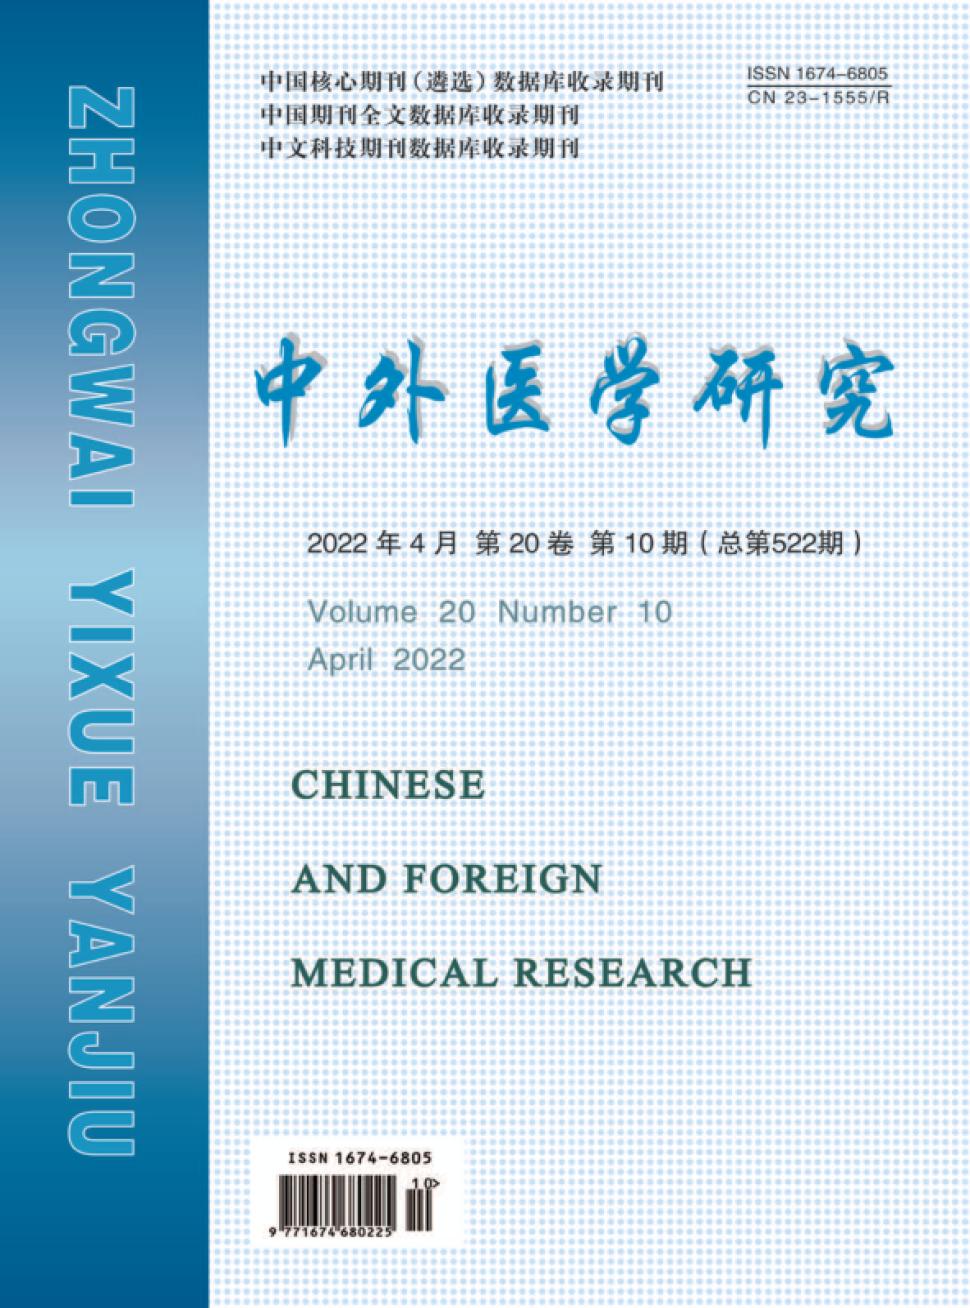 中国核心期刊(遴选)数据库收录期刊
中国期刊全文数据库收录期刊
中文科技期刊数据库收录期刊
ISSN 1674-6805
CN 23-1555/R
ZHONGWAI YIXUE YANJIU
中外医学研究
2022 年 4 月 第 20 卷 第 10 期 ( 总第522期 )
Volume 20 Number 10
April 2022
CHINESE
AND FOREIGN
MEDICAL RESEARCH
ISSN 1674-6805
10>
9 771674 680225